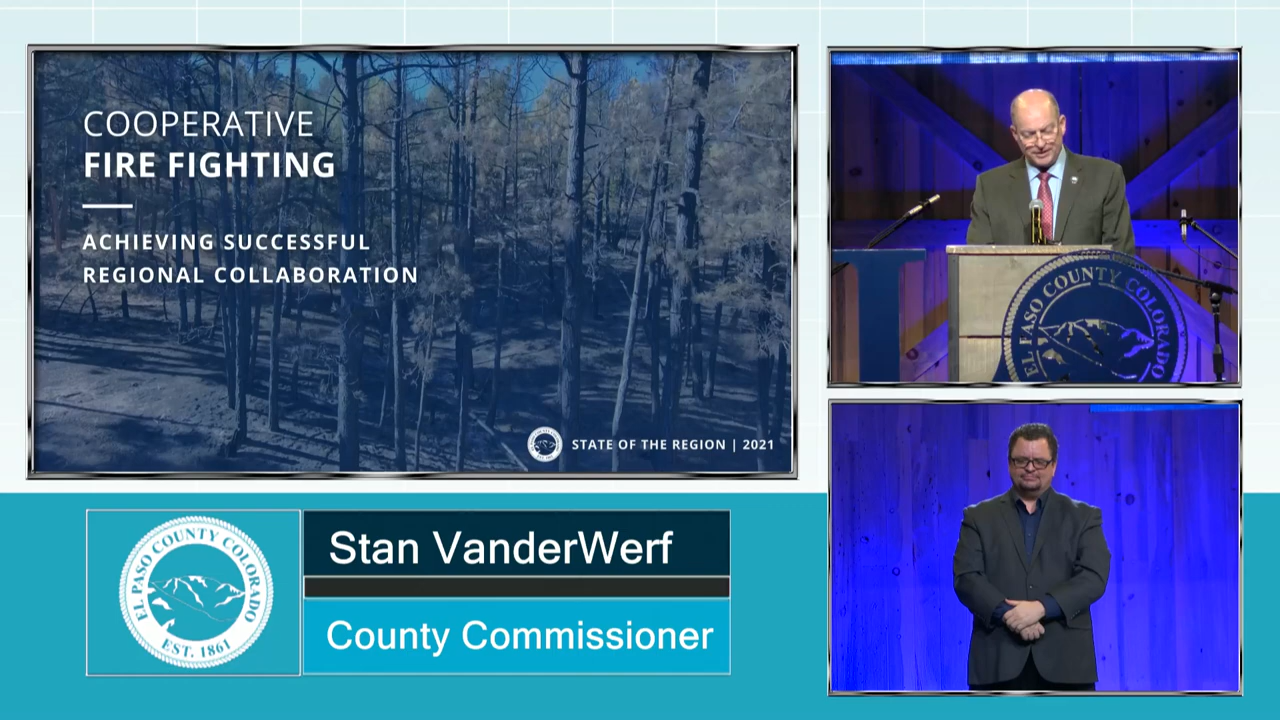 COOPERATIVE
FIRE FIGHTING
ACHIEVING SUCCESSFUL
REGIONAL COLLABORATION
STATE OF THE REGION | 2021
EL PASO COUNTY COLORADO
EL PASO COUNTY COLORADO
EST. 1861
Stan VanderWerf
County Commissioner